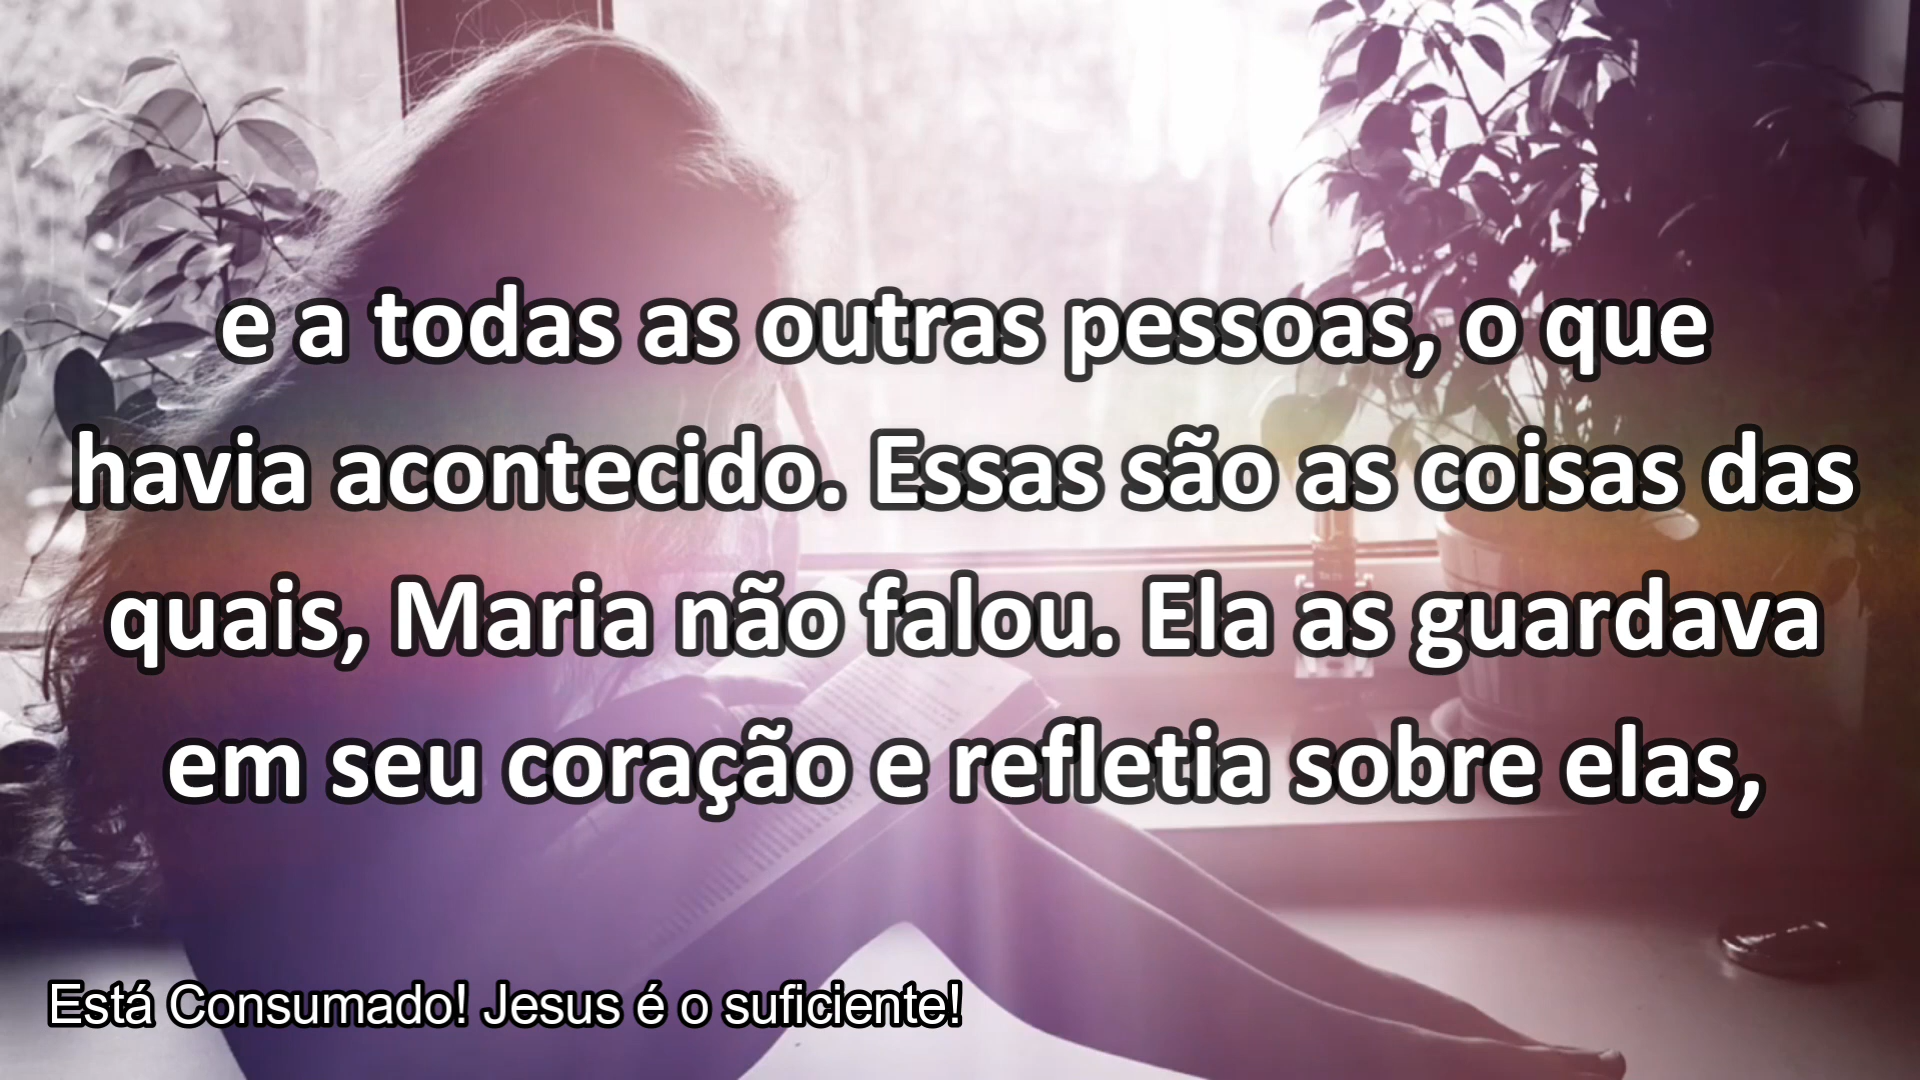 e a todas as outras pessoas, o que
havia acontecido. Essas são as coisas das
quais, Maria não falou. Ela as guardava
em seu coração e refletia sobre elas,
Está Consumado! Jesus é o suficiente!